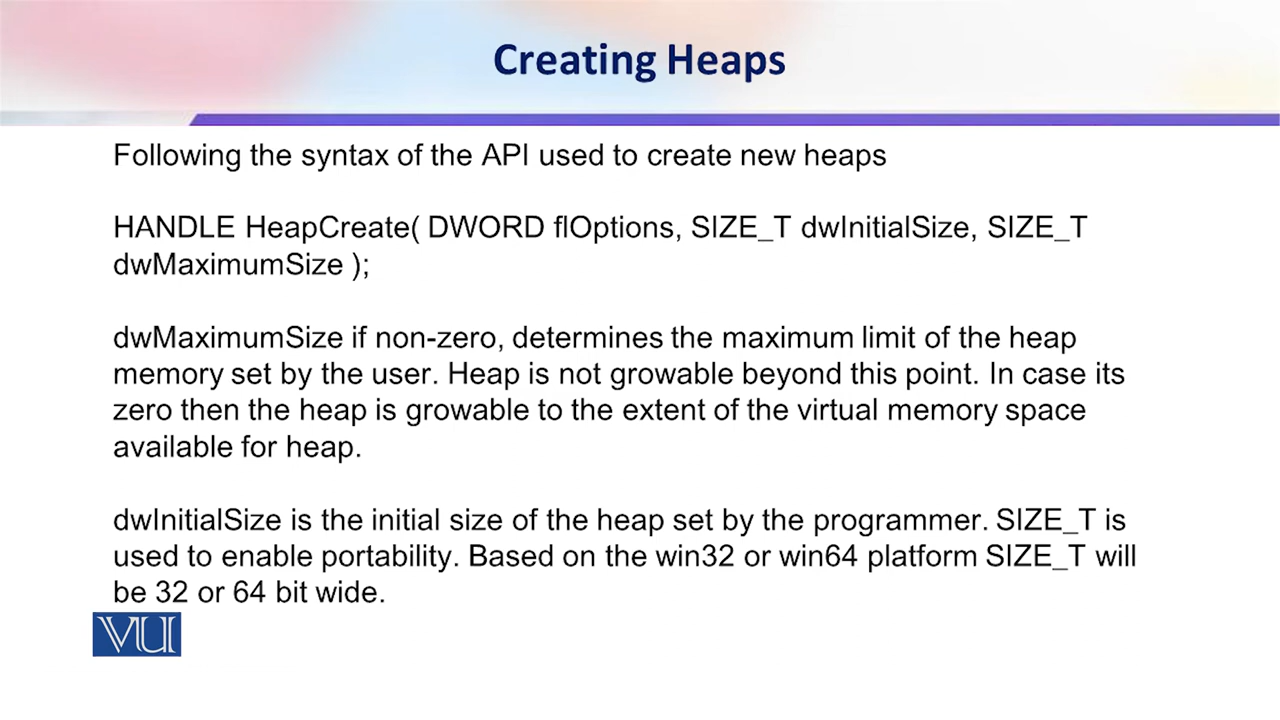 Creating Heaps
Following the syntax of the API used to create new heaps
HANDLE HeapCreate( DWORD flOptions, SIZE_T dwInitialSize, SIZE_T
dwMaximumSize );
dwMaximumSize if non-zero, determines the maximum limit of the heap
memory set by the user. Heap is not growable beyond this point. In case its
zero then the heap is growable to the extent of the virtual memory space
available for heap.
dwInitialSize is the initial size of the heap set by the programmer. SIZE_T is
used to enable portability. Based on the win32 or win64 platform SIZE_T will
be 32 or 64 bit wide.
VU